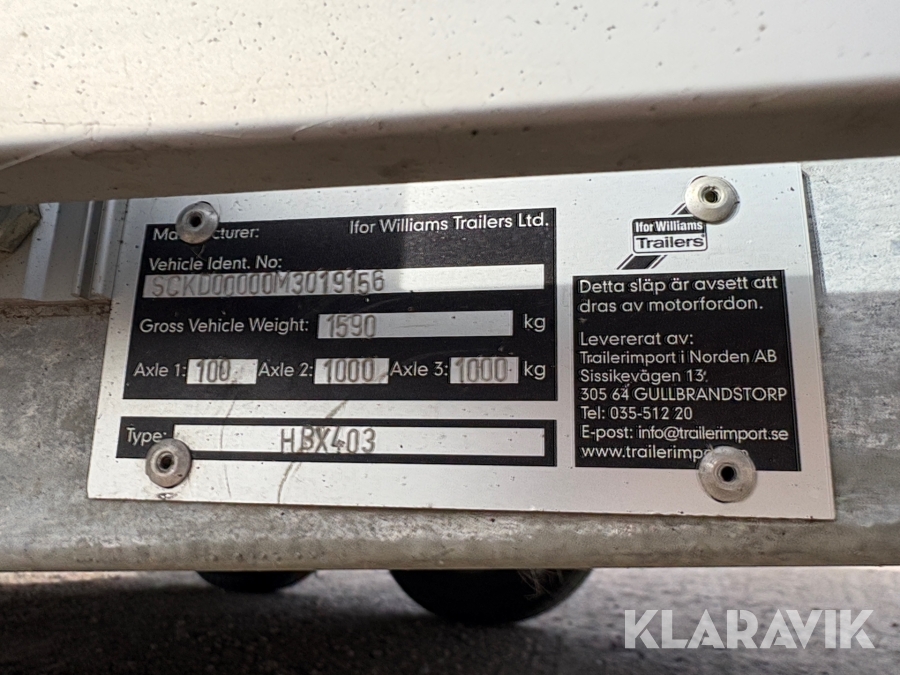 Ifor Williams Trailers Ltd.
Vehicle Ident. No:
SCKD00000M3019156
Gross Vehicle Weight: 1590 kg
Axle 1: 100 Axle 2: 1000 Axle 3: 1000 kg
Type: HBX403
Ifor Williams
Trailers
Detta släp är avsett att
dras av motorfordon.
Levererat av:
Trailerimport i Norden AB
Sissikevägen 13
305 64 GULLBRANDSTORP
Tel: 035-512 20
E-post: info@trailerimport.se
KLARAVIK